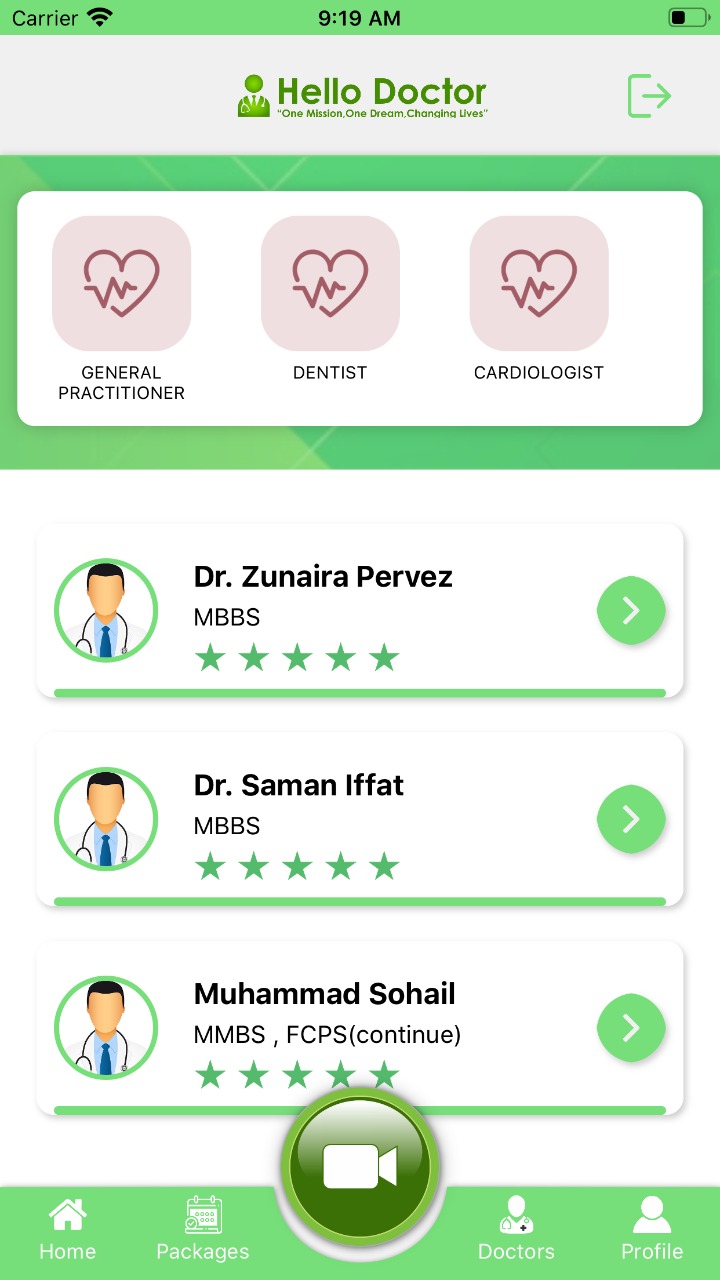 Carrier 9:19 AM
Hello Doctor
"One Mission,One Dream,Changing Lives"
GENERAL
PRACTITIONER
DENTIST
CARDIOLOGIST
Dr. Zunaira Pervez
MBBS
Dr. Saman Iffat
MBBS
Muhammad Sohail
MMBS , FCPS(continue)
Home
Packages
Doctors
Profile